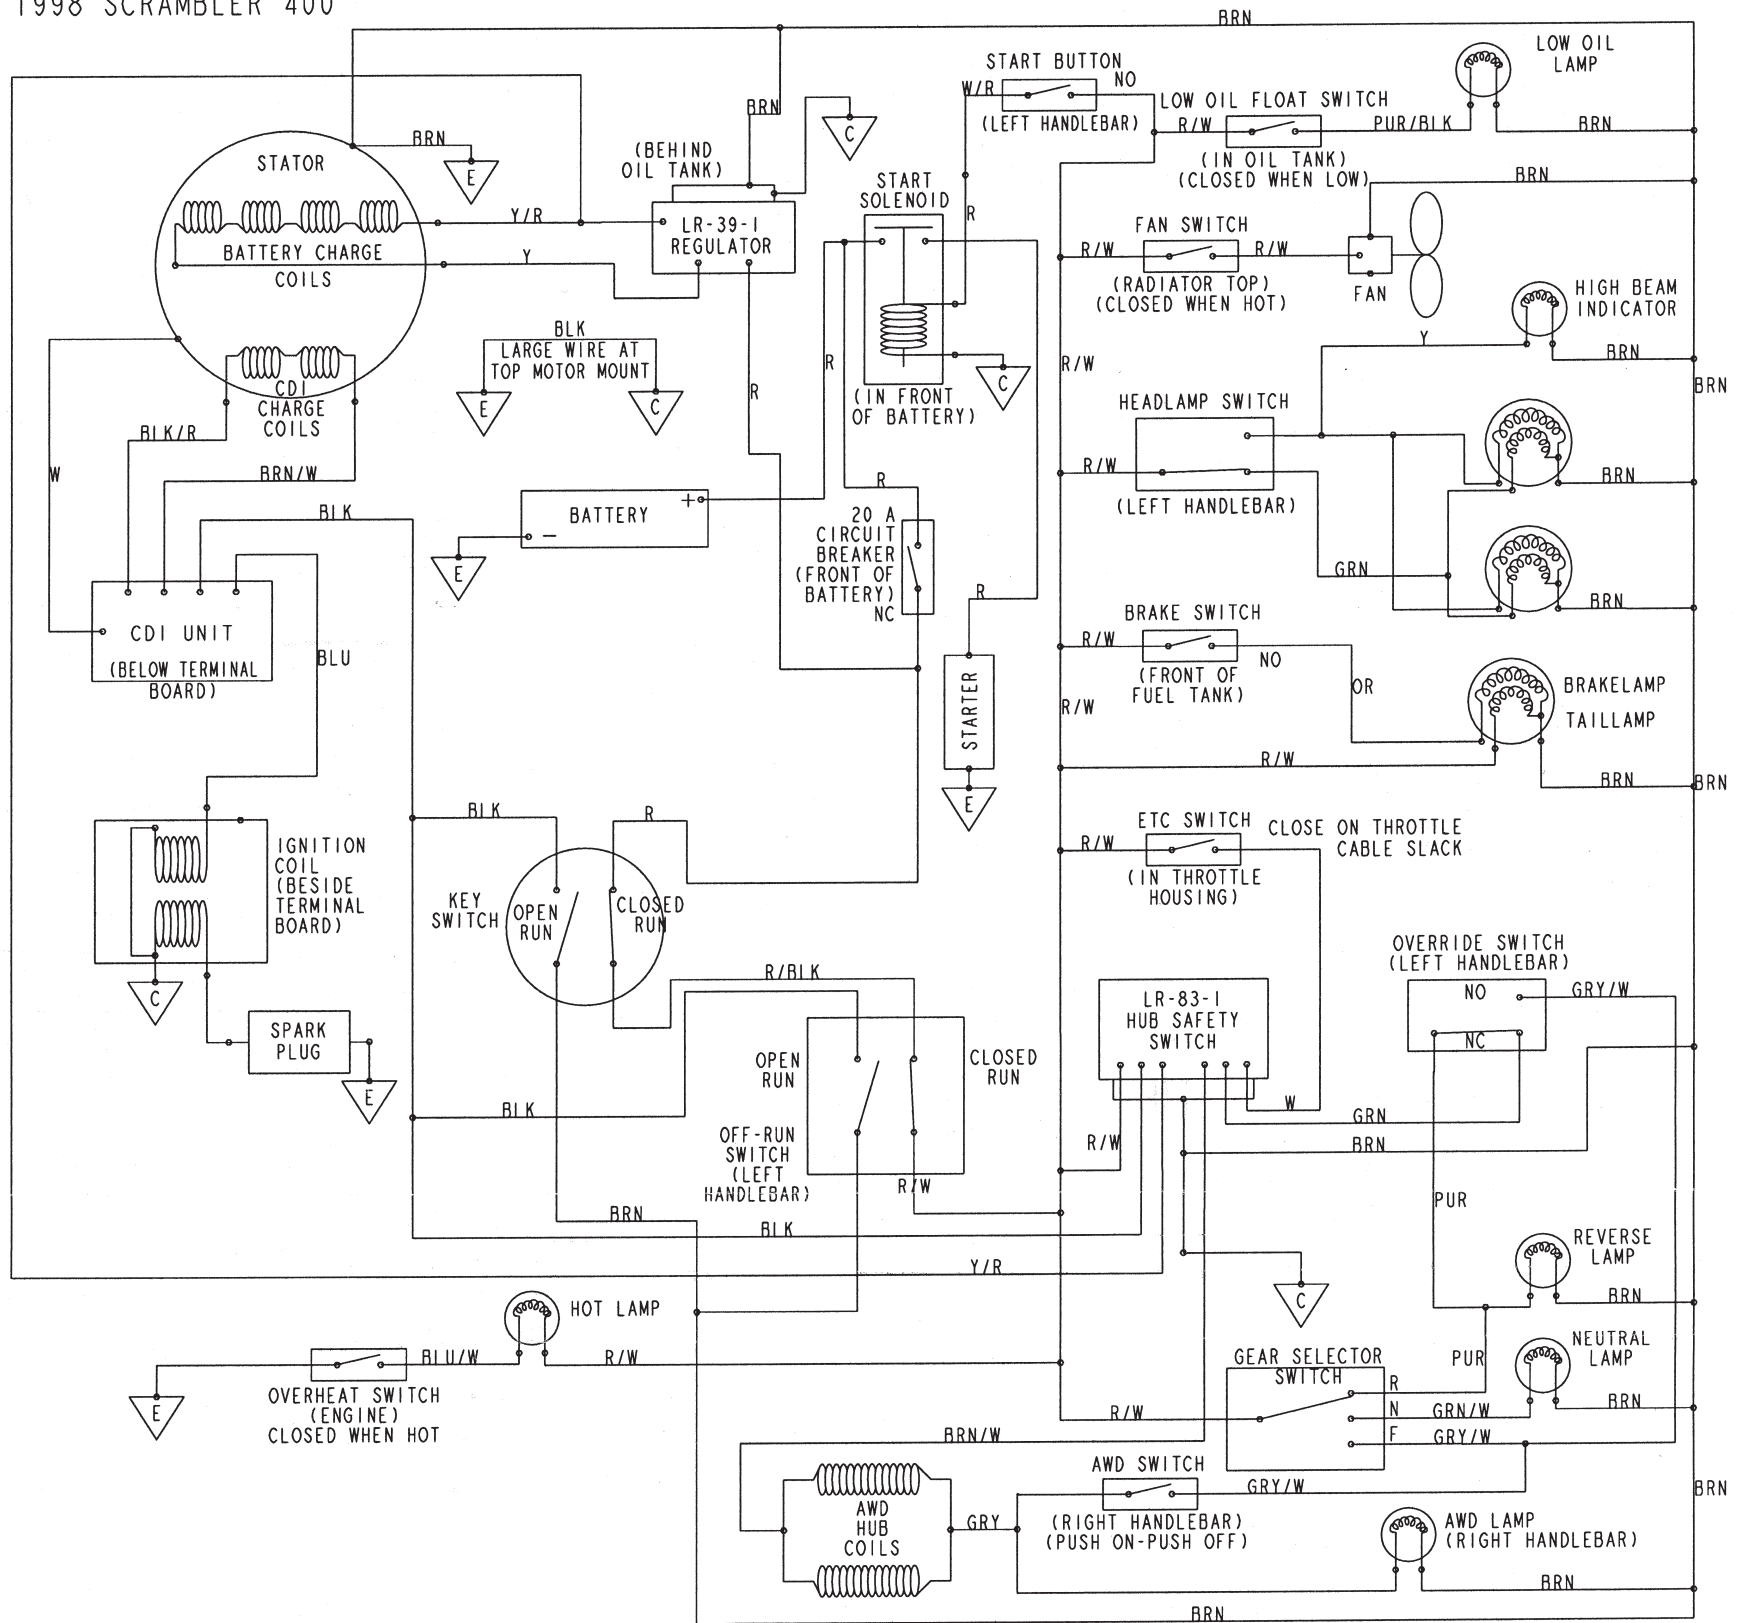 1998 SCRAMBLER 400
BRN
LOW OIL
LAMP
START BUTTON
NO
W/R
(LEFT HANDLEBAR)
LOW OIL FLOAT SWITCH
R/W
PUR/BLK
BRN
(IN OIL TANK)
(CLOSED WHEN LOW)
BRN
BRN
C
BRN
E
STATOR
(BEHIND
OIL TANK)
START
SOLENOID
R
Y/R
LR-39-1
REGULATOR
BATTERY CHARGE
COILS
Y
FAN SWITCH
R/W
R/W
(RADIATOR TOP)
(CLOSED WHEN HOT)
FAN
HIGH BEAM
INDICATOR
Y
BRN
BRN
BLK
LARGE WIRE AT
TOP MOTOR MOUNT
E
C
R
R
C
(IN FRONT
OF BATTERY)
R/W
CDI
CHARGE
COILS
BLK/R
BRN/W
W
BLK
HEADLAMP SWITCH
R/W
(LEFT HANDLEBAR)
BRN
GRN
BRN
BATTERY
+
-
E
R
20 A
CIRCUIT
BREAKER
(FRONT OF
BATTERY)
NC
R
CDI UNIT
(BELOW TERMINAL
BOARD)
BLU
BRAKE SWITCH
R/W
NO
(FRONT OF
FUEL TANK)
OR
R/W
BRAKELAMP
TAILLAMP
R/W
BRN
BRN
STARTER
E
IGNITION
COIL
(BESIDE
TERMINAL
BOARD)
C
SPARK
PLUG
E
BLK
R
KEY
SWITCH
OPEN
RUN
CLOSED
RUN
ETC SWITCH
CLOSE ON THROTTLE
CABLE SLACK
R/W
(IN THROTTLE
HOUSING)
R/BLK
OPEN
RUN
CLOSED
RUN
BLK
OFF-RUN
SWITCH
(LEFT
HANDLEBAR)
R/W
LR-83-1
HUB SAFETY
SWITCH
OVERRIDE SWITCH
(LEFT HANDLEBAR)
NO
GRY/W
NC
W
GRN
R/W
BRN
PUR
BRN
BLK
Y/R
C
REVERSE
LAMP
BRN
HOT LAMP
BLU/W
R/W
E
OVERHEAT SWITCH
(ENGINE)
CLOSED WHEN HOT
GEAR SELECTOR
SWITCH
PUR
NEUTRAL
LAMP
R
R/W
N
GRN/W
BRN
F
GRY/W
BRN/W
AWD SWITCH
GRY/W
BRN
AWD
HUB
COILS
GRY
(RIGHT HANDLEBAR)
(PUSH ON-PUSH OFF)
AWD LAMP
(RIGHT HANDLEBAR)
BRN
BRN